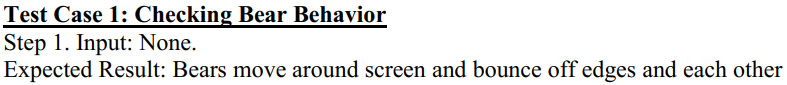 Test Case 1: Checking Bear Behavior
Step 1. Input: None.
Expected Result: Bears move around screen and bounce off edges and each other